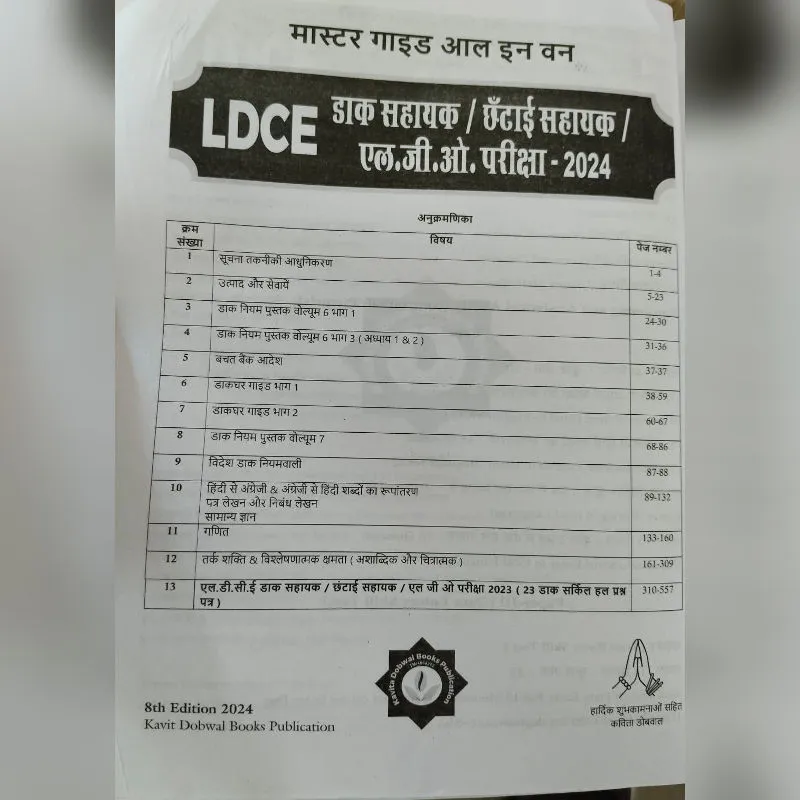 मास्टर गाइड आल इन वन
LDCE डाक सहायक / छँटाई सहायक /
एल.जी.ओ. परीक्षा - 2024
अनुक्रमणिका
क्रम संख्या विषय पेज नम्बर
1 सूचना तकनीकी आधुनिकरण 1-4
2 उत्पाद और सेवायें 5-23
3 डाक नियम पुस्तक वोल्यूम 6 भाग 1 24-30
4 डाक नियम पुस्तक वोल्यूम 6 भाग 3 ( अध्याय 1 & 2 ) 31-36
5 बचत बैंक आदेश 37-37
6 डाकघर गाइड भाग 1 38-59
7 डाकघर गाइड भाग 2 60-67
8 डाक नियम पुस्तक वोल्यूम 7 68-86
9 विदेश डाक नियमवाली 87-88
10 हिंदी से अंग्रेजी & अंग्रेजी से हिंदी शब्दों का रूपांतरण 89-132
पत्र लेखन और निबंध लेखन
सामान्य ज्ञान
11 गणित 133-160
12 तर्क शक्ति & विश्लेषणात्मक क्षमता ( अशाब्दिक और चित्रात्मक ) 161-309
13 एल.डी.सी.ई डाक सहायक / छंटाई सहायक / एल जी ओ परीक्षा 2023 ( 23 डाक सर्किल हल प्रश्न 310-557
पत्र )
Kavita Dobwal Books Publication
8th Edition 2024
Kavit Dobwal Books Publication
हार्दिक शुभकामनाओं सहित
कविता डोबवाल